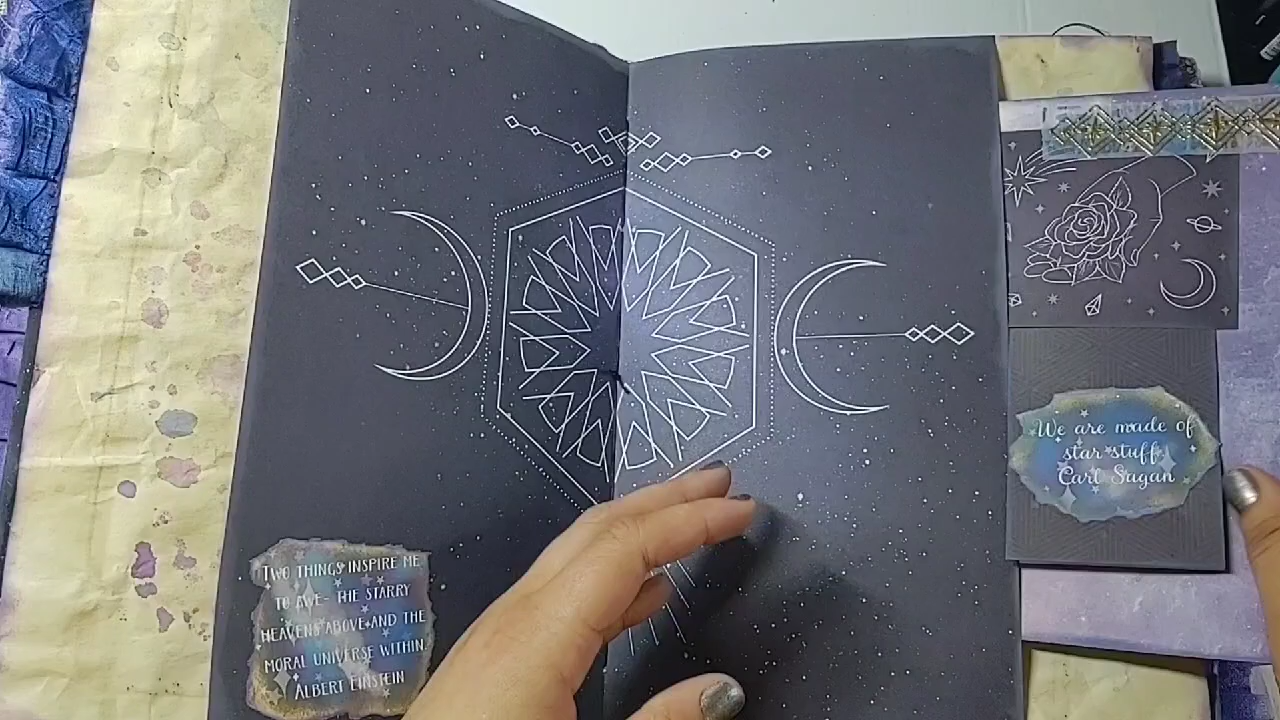 We are made of
star stuff
Carl Sagan
Two things inspire me
to awe- the starry
heavens above and the
moral universe within.
Albert Einstein